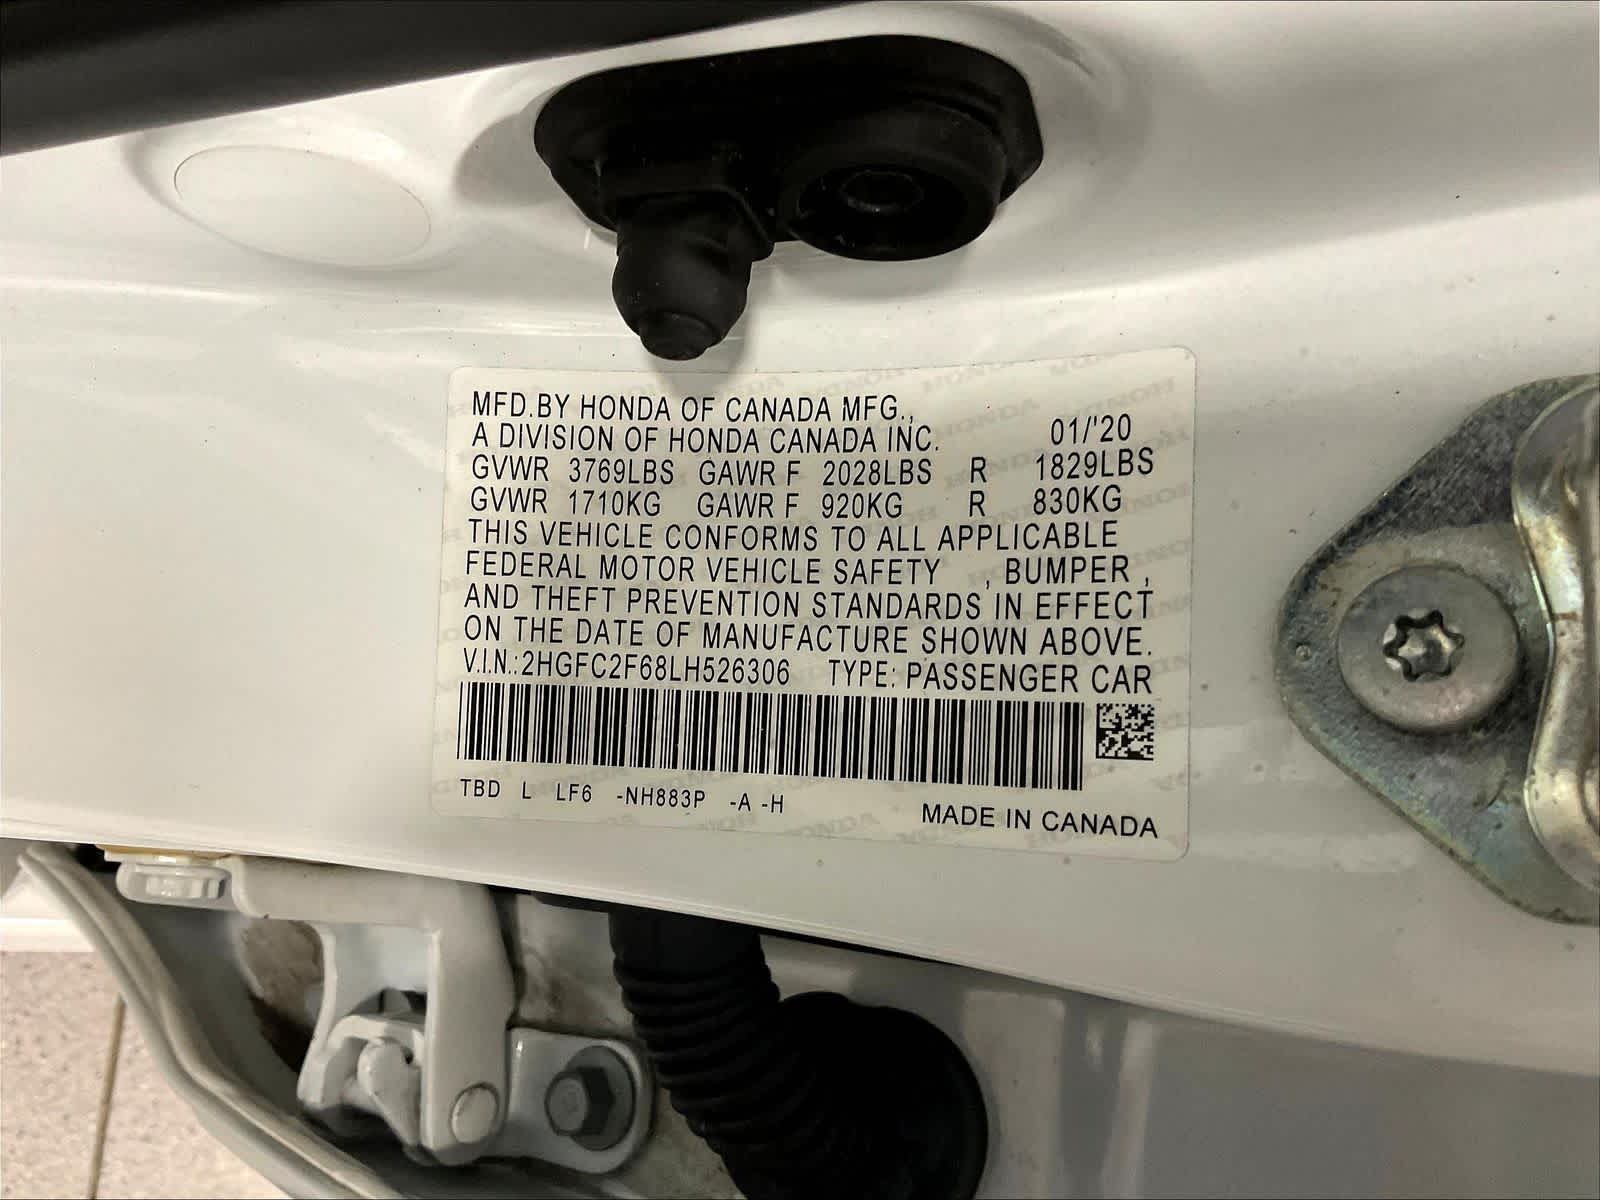 MFD.BY HONDA OF CANADA MFG.,
A DIVISION OF HONDA CANADA INC. 01/'20
GVWR 3769LBS GAWR F 2028LBS R 1829LBS
GVWR 1710KG GAWR F 920KG R 830KG
THIS VEHICLE CONFORMS TO ALL APPLICABLE
FEDERAL MOTOR VEHICLE SAFETY , BUMPER ,
AND THEFT PREVENTION STANDARDS IN EFFECT
ON THE DATE OF MANUFACTURE SHOWN ABOVE.
V.I.N.:2HGFC2F68LH526306 TYPE: PASSENGER CAR
TBD L LF6 -NH883P -A -H
MADE IN CANADA